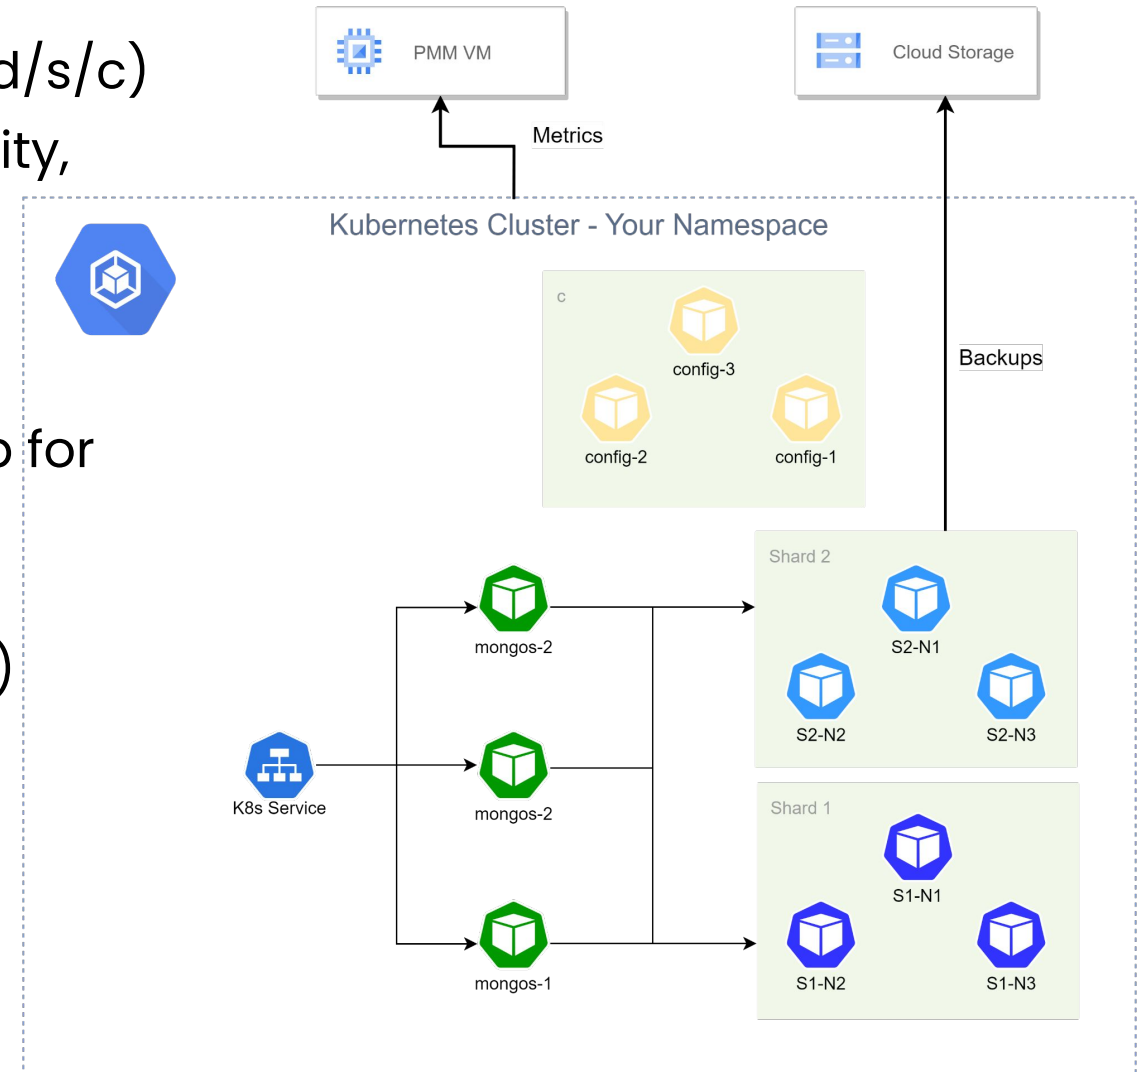 d/s/c)
ity,
for
)
PMM VM
Cloud Storage
Metrics
Kubernetes Cluster - Your Namespace
c
config-3
config-2
config-1
Backups
Shard 2
S2-N1
S2-N2
S2-N3
mongos-2
K8s Service
mongos-2
mongos-1
Shard 1
S1-N1
S1-N2
S1-N3